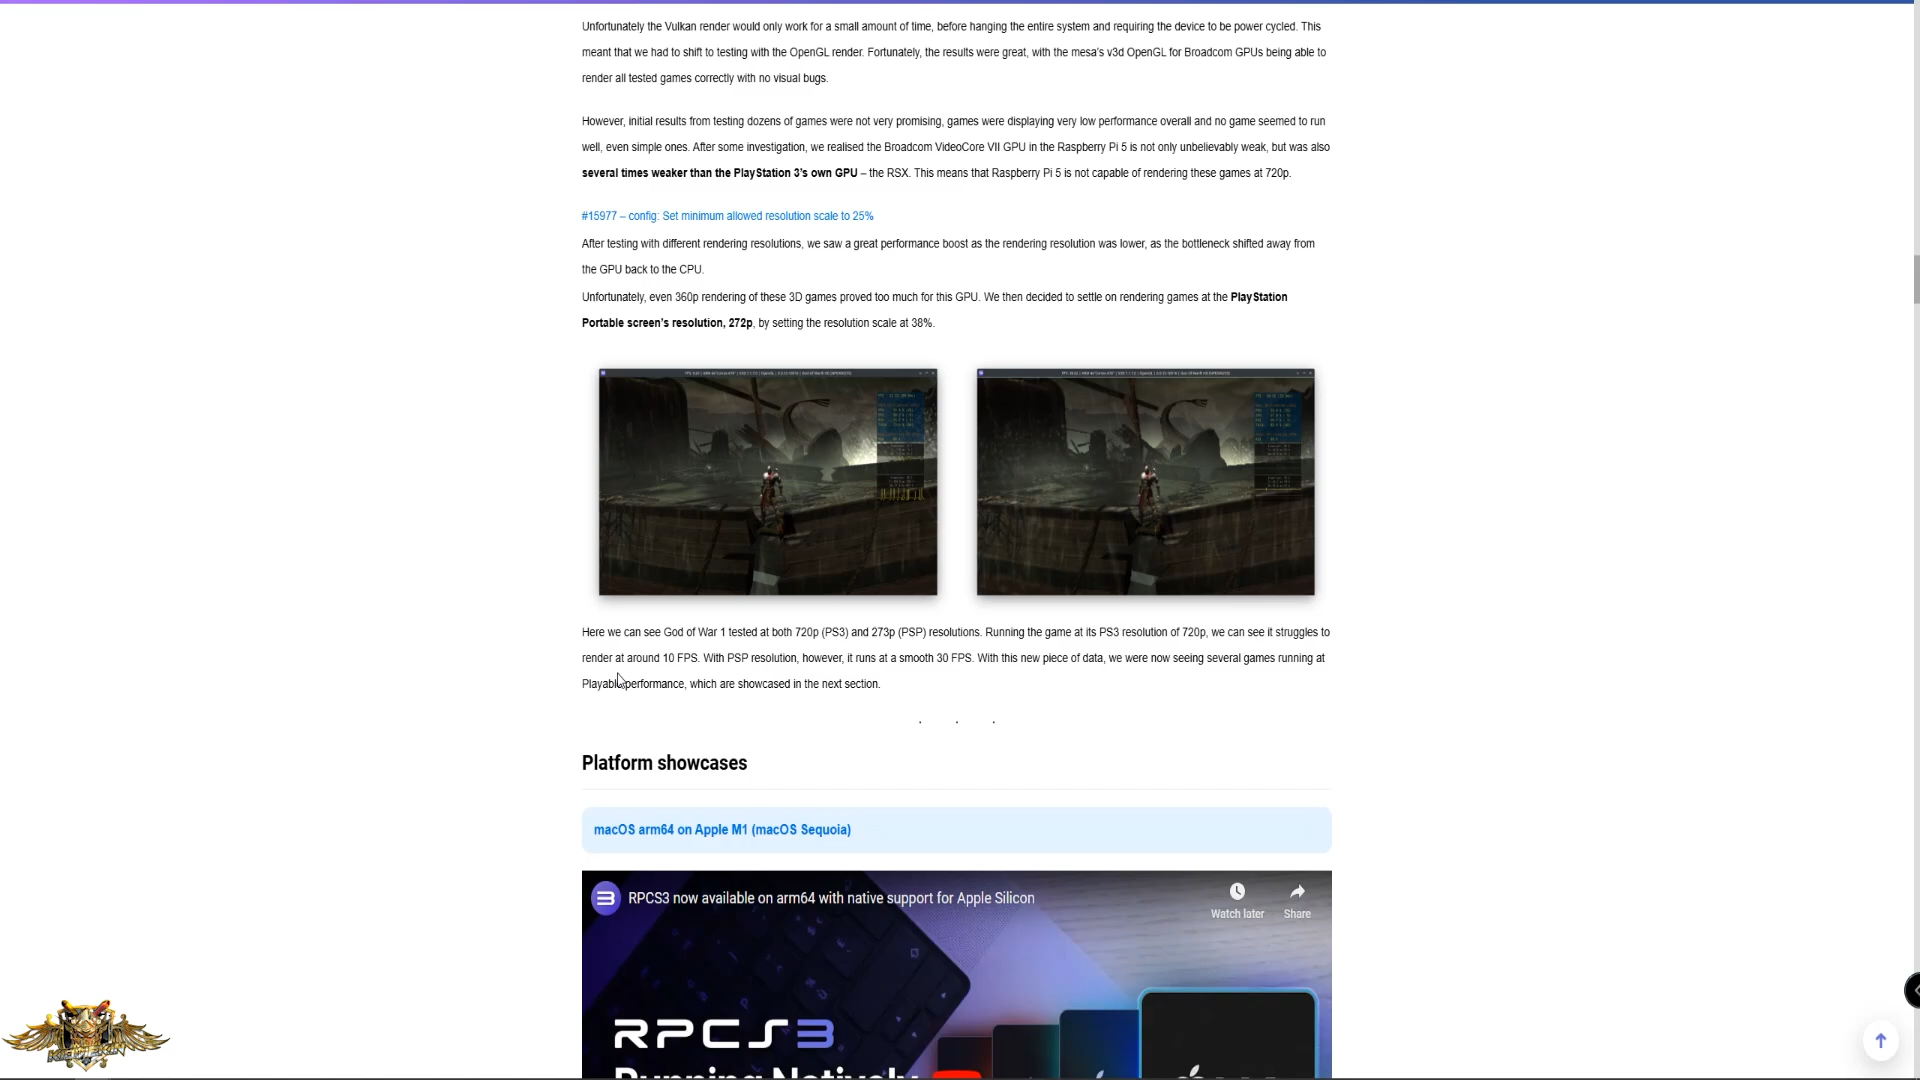 Unfortunately the Vulkan render would only work for a small amount of time, before hanging the entire system and requiring the device to be power cycled. This
meant that we had to shift to testing with the OpenGL render. Fortunately, the results were great, with the mesa's v3d OpenGL for Broadcom GPUs being able to
render all tested games correctly with no visual bugs.
However, initial results from testing dozens of games were not very promising, games were displaying very low performance overall and no game seemed to run
well, even simple ones. After some investigation, we realised the Broadcom VideoCore VII GPU in the Raspberry Pi 5 is not only unbelievably weak, but was also
several times weaker than the PlayStation 3's own GPU – the RSX. This means that Raspberry Pi 5 is not capable of rendering these games at 720p.
#15977 – config: Set minimum allowed resolution scale to 25%
After testing with different rendering resolutions, we saw a great performance boost as the rendering resolution was lower, as the bottleneck shifted away from
the GPU back to the CPU.
Unfortunately, even 360p rendering of these 3D games proved too much for this GPU. We then decided to settle on rendering games at the PlayStation
Portable screen's resolution, 272p, by setting the resolution scale at 38%.
Here we can see God of War 1 tested at both 720p (PS3) and 273p (PSP) resolutions. Running the game at its PS3 resolution of 720p, we can see it struggles to
render at around 10 FPS. With PSP resolution, however, it runs at a smooth 30 FPS. With this new piece of data, we were now seeing several games running at
Playable performance, which are showcased in the next section.
. . .
Platform showcases
macOS arm64 on Apple M1 (macOS Sequoia)
RPCS3 now available on arm64 with native support for Apple Silicon
Watch later
Share
RPCS3
Running Natively